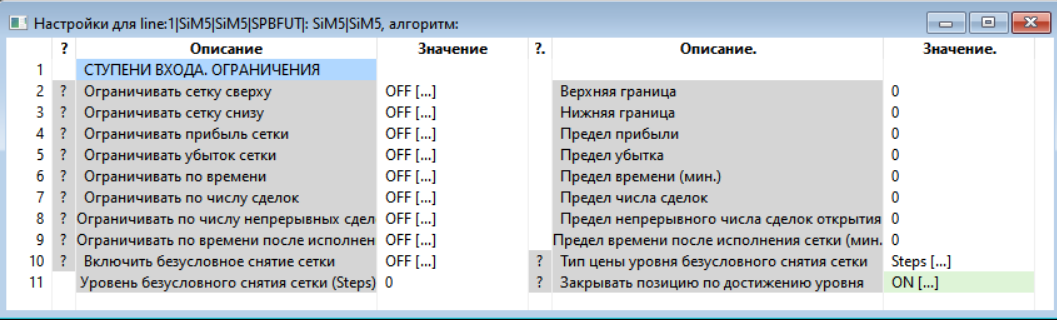 Настройки для line:1|SiM5|SiM5|SPBFUT|: SiM5|SiM5, алгоритм:
? Описание Значение ?. Описание. Значение.
1 СТУПЕНИ ВХОДА. ОГРАНИЧЕНИЯ
2 ? Ограничивать сетку сверху OFF [...] Верхняя граница 0
3 ? Ограничивать сетку снизу OFF [...] Нижняя граница 0
4 ? Ограничивать прибыль сетки OFF [...] Предел прибыли 0
5 ? Ограничивать убыток сетки OFF [...] Предел убытка 0
6 ? Ограничивать по времени OFF [...] Предел времени (мин.) 0
7 ? Ограничивать по числу сделок OFF [...] Предел числа сделок 0
8 ? Ограничивать по числу непрерывных сдел OFF [...] Предел непрерывного числа сделок открытия 0
9 ? Ограничивать по времени после исполнен OFF [...] Предел времени после исполнения сетки (мин. 0
10 ? Включить безусловное снятие сетки OFF [...] ? Тип цены уровня безусловного снятия сетки Steps [...]
11 Уровень безусловного снятия сетки (Steps) 0 ? Закрывать позицию по достижению уровня ON [...]